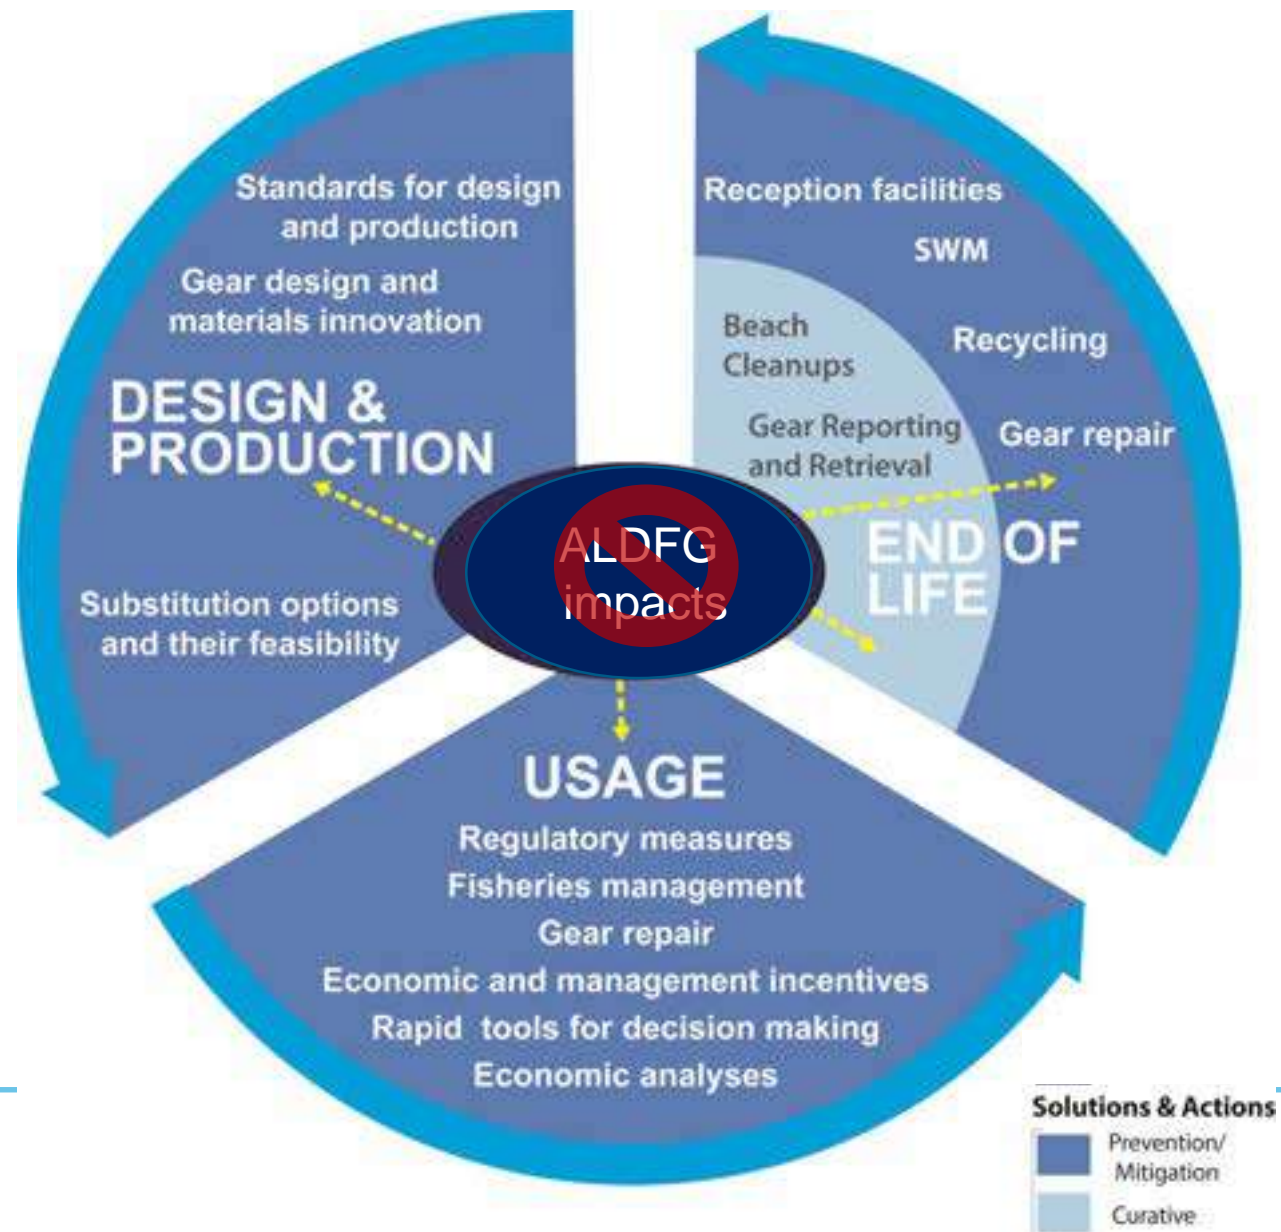 Standards for design
and production
Gear design and
materials innovation
DESIGN &
PRODUCTION
Substitution options
and their feasibility
Reception facilities
SWM
Recycling
Gear repair
Beach
Cleanups
Gear Reporting
and Retrieval
END OF
LIFE
ALDFG
impacts
USAGE
Regulatory measures
Fisheries management
Gear repair
Economic and management incentives
Rapid tools for decision making
Economic analyses
Solutions & Actions
Prevention/
Mitigation
Curative